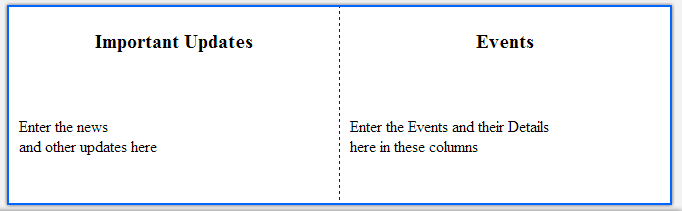 Important Updates
Enter the news
and other updates here
Events
Enter the Events and their Details
here in these columns